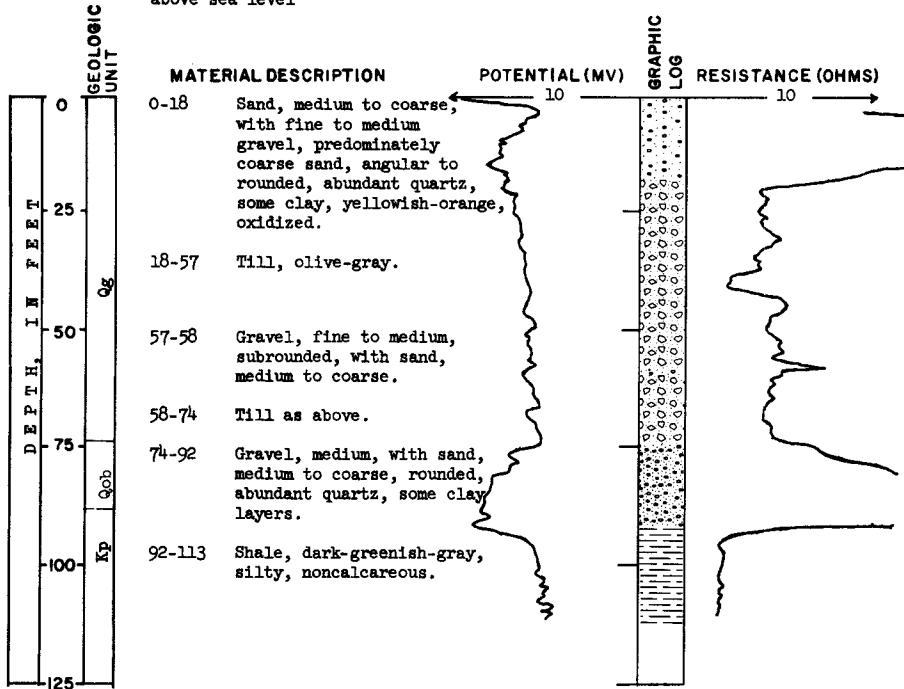 above sea level
GEOLOGIC UNIT
MATERIAL DESCRIPTION
POTENTIAL (MV)
GRAPHIC LOG
RESISTANCE (OHMS)
10
10
DEPTH, IN FEET
0
25
50
75
100
125
Qg
Qob
Kp
0-18 Sand, medium to coarse,
with fine to medium
gravel, predominately
coarse sand, angular to
rounded, abundant quartz,
some clay, yellowish-orange,
oxidized.
18-57 Till, olive-gray.
57-58 Gravel, fine to medium,
subrounded, with sand,
medium to coarse.
58-74 Till as above.
74-92 Gravel, medium, with sand,
medium to coarse, rounded,
abundant quartz, some clay
layers.
92-113 Shale, dark-greenish-gray,
silty, noncalcareous.